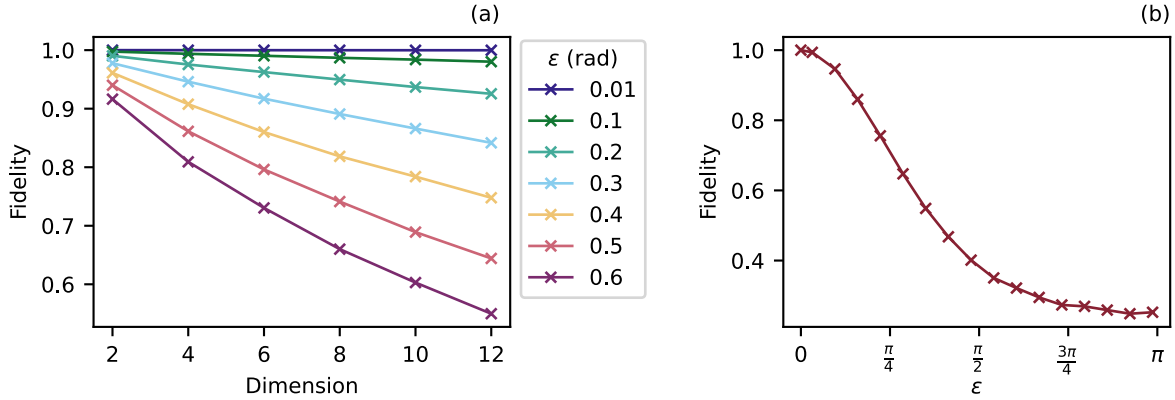 (a)
Fidelity
1.0
0.9
0.8
0.7
0.6
2 4 6 8 10 12
Dimension
ε (rad)
0.01
0.1
0.2
0.3
0.4
0.5
0.6
(b)
Fidelity
1.0
0.8
0.6
0.4
0 π/4 π/2 3π/4 π
ε